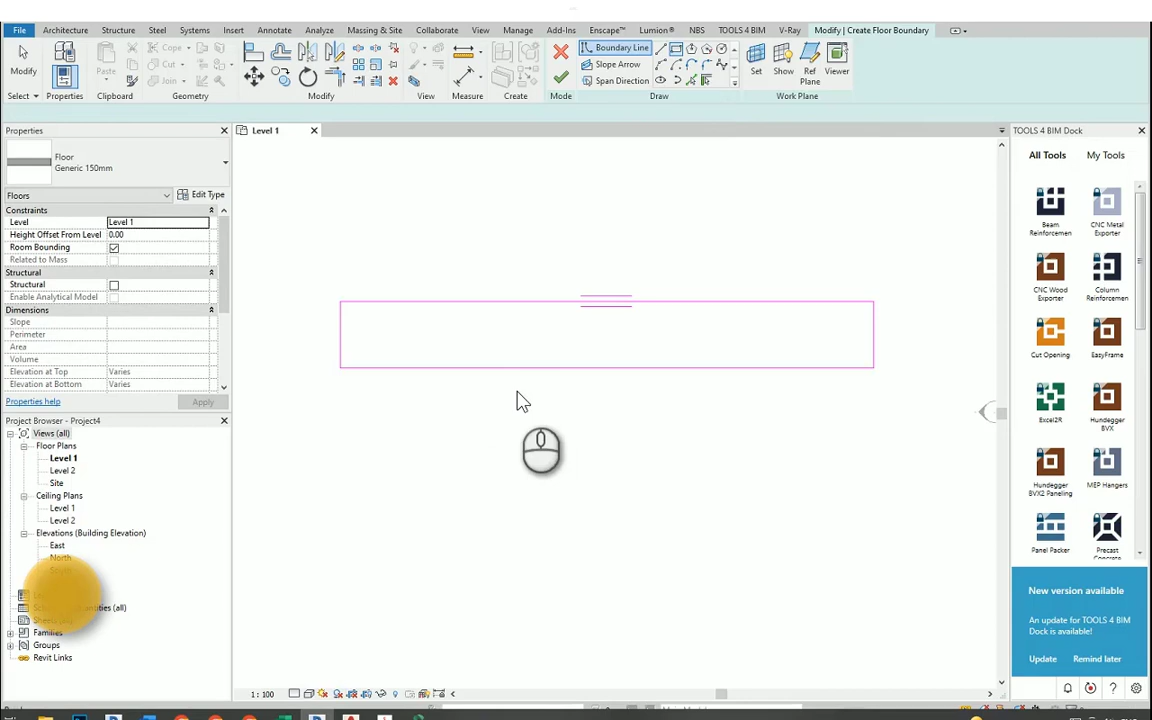 File Architecture Structure Steel Systems Insert Annotate Analyze Massing & Site Collaborate View Manage Add-Ins Enscape™ Lumion® NBS TOOLS 4 BIM V-Ray Modify | Create Floor Boundary
Modify
Properties
Paste
Cope
Cut
Join
Boundary Line
Slope Arrow
Span Direction
Set Show Ref Plane Viewer
Select Properties Clipboard Geometry Modify View Measure Create Mode Draw Work Plane
Properties
Floor
Generic 150mm
Floors
Edit Type
Constraints
Level Level 1
Height Offset From Level 0.00
Room Bounding
Related to Mass
Structural
Structural
Enable Analytical Model
Dimensions
Slope
Perimeter
Area
Volume
Elevation at Top Varies
Elevation at Bottom Varies
Properties help
Apply
Project Browser - Project4
Views (all)
Floor Plans
Level 1
Level 2
Site
Ceiling Plans
Level 1
Level 2
Elevations (Building Elevation)
East
North
Families
Groups
Revit Links
Level 1
1 : 100
TOOLS 4 BIM Dock
All Tools My Tools
Beam Reinforcemen
CNC Metal Exporter
CNC Wood Exporter
Column Reinforcemen
Cut Opening
EasyFrame
Excel2R
Hundegger BVX
Hundegger BVX2 Paneling
MEP Hangers
Panel Packer
Precast Concrete
New version available
An update for TOOLS 4 BIM
Dock is available!
Update Remind later